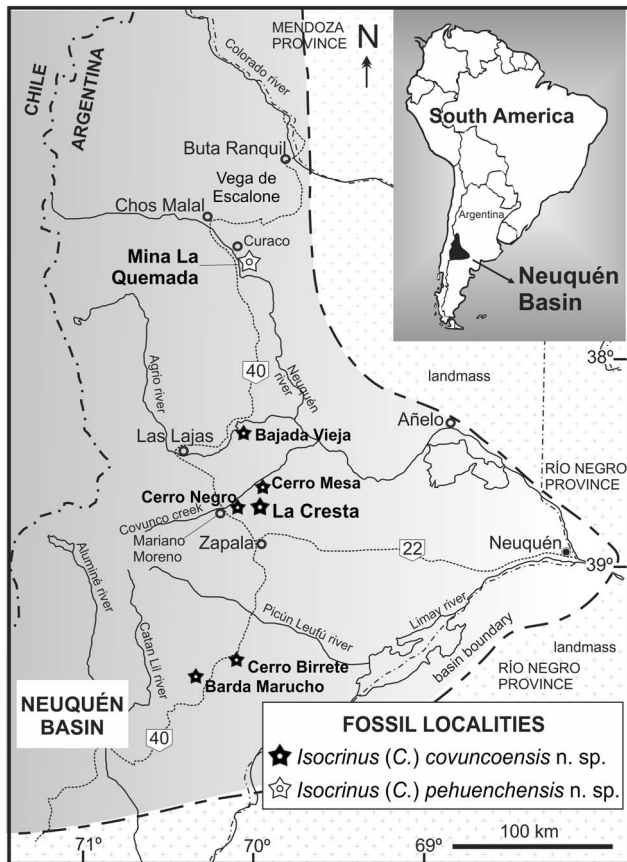 MENDOZA
PROVINCE
N
Colorado river
CHILE
ARGENTINA
South America
Argentina
Neuquén
Basin
Buta Ranquil
Vega de
Escalone
Chos Malal
Curaco
Mina La
Quemada
Agrio river
40
Neuquén
river
38º
landmass
Añelo
Las Lajas
Bajada Vieja
Cerro Mesa
Cerro Negro
La Cresta
Covunco creek
Mariano
Moreno
RÍO NEGRO
PROVINCE
Zapala
22
Neuquén
39º
Aluminé river
Catan Lil river
Picún Leufú river
Limay river
basin boundary
landmass
RÍO NEGRO
PROVINCE
Cerro Birrete
Barda Marucho
NEUQUÉN
BASIN
40
FOSSIL LOCALITIES
Isocrinus (C.) covuncoensis n. sp.
Isocrinus (C.) pehuenchensis n. sp.
71º
70º
69º
100 km